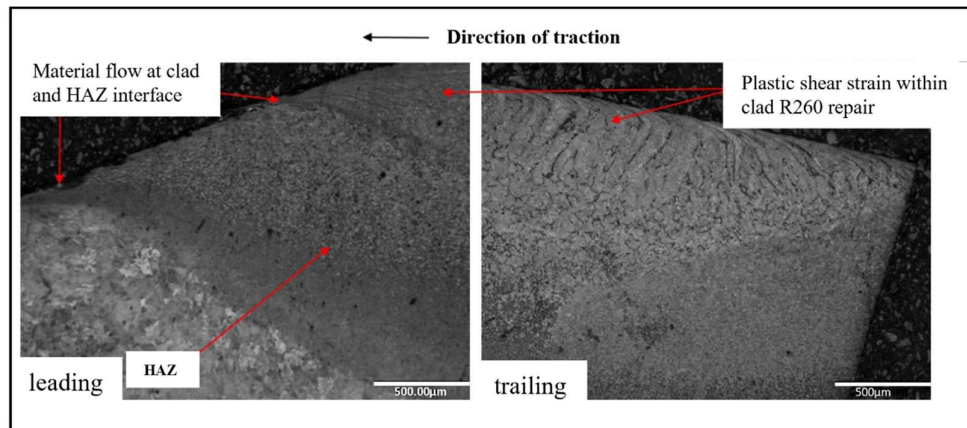 Direction of traction
Material flow at clad
and HAZ interface
Plastic shear strain within
clad R260 repair
HAZ
leading
500.00µm
trailing
500µm